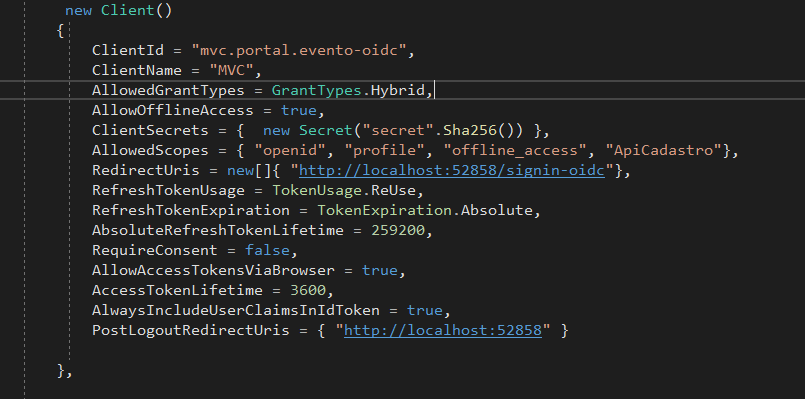 new Client()
{
ClientId = "mvc.portal.evento-oidc",
ClientName = "MVC",
AllowedGrantTypes = GrantTypes.Hybrid,
AllowOfflineAccess = true,
ClientSecrets = {  new Secret("secret".Sha256()) },
AllowedScopes = { "openid", "profile", "offline_access", "ApiCadastro"},
RedirectUris = new[]{ "http://localhost:52858/signin-oidc"},
RefreshTokenUsage = TokenUsage.ReUse,
RefreshTokenExpiration = TokenExpiration.Absolute,
AbsoluteRefreshTokenLifetime = 259200,
RequireConsent = false,
AllowAccessTokensViaBrowser = true,
AccessTokenLifetime = 3600,
AlwaysIncludeUserClaimsInIdToken = true,
PostLogoutRedirectUris = { "http://localhost:52858" }
},